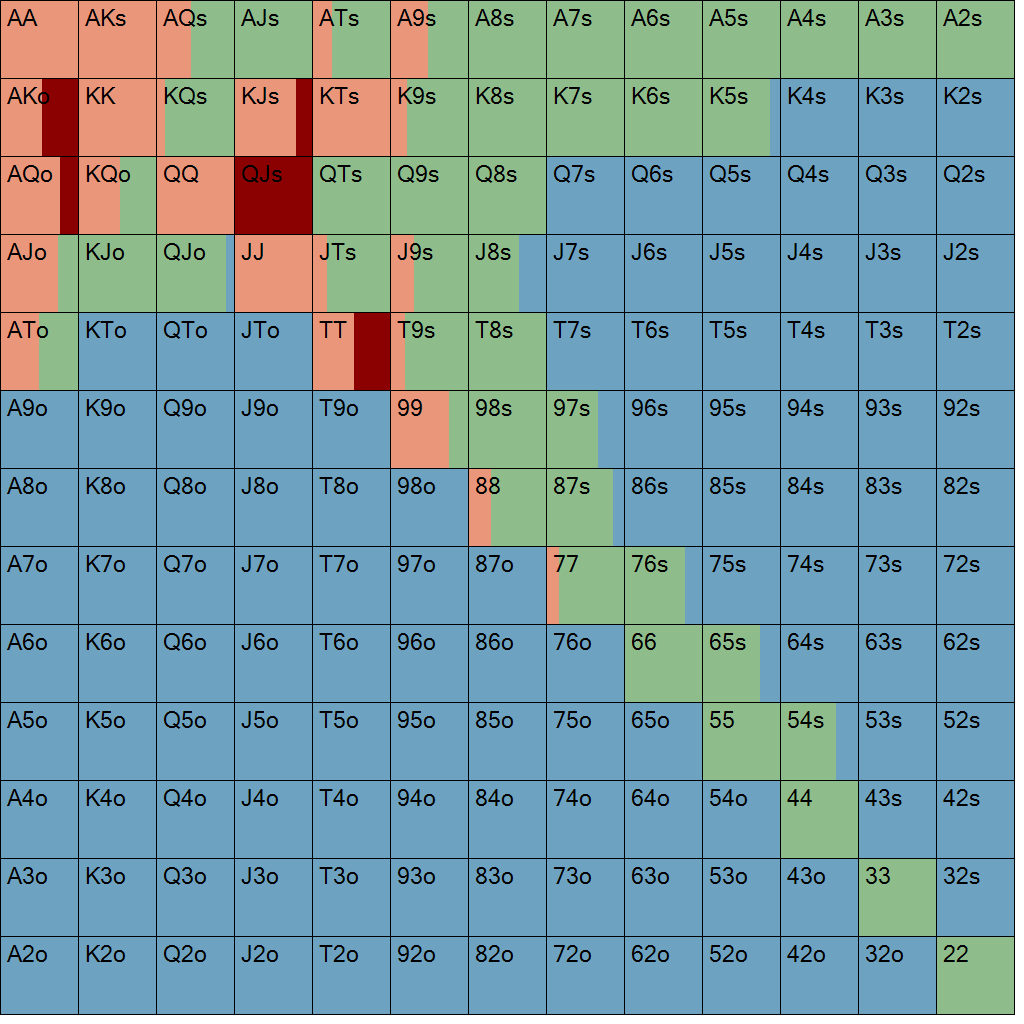 AA AKs AQs AJs ATs A9s A8s A7s A6s A5s A4s A3s A2s
AKo KK KQs KJs KTs K9s K8s K7s K6s K5s K4s K3s K2s
AQo KQo QQ QJs QTs Q9s Q8s Q7s Q6s Q5s Q4s Q3s Q2s
AJo KJo QJo JJ JTs J9s J8s J7s J6s J5s J4s J3s J2s
ATo KTo QTo JTo TT T9s T8s T7s T6s T5s T4s T3s T2s
A9o K9o Q9o J9o T9o 99 98s 97s 96s 95s 94s 93s 92s
A8o K8o Q8o J8o T8o 98o 88 87s 86s 85s 84s 83s 82s
A7o K7o Q7o J7o T7o 97o 87o 77 76s 75s 74s 73s 72s
A6o K6o Q6o J6o T6o 96o 86o 76o 66 65s 64s 63s 62s
A5o K5o Q5o J5o T5o 95o 85o 75o 65o 55 54s 53s 52s
A4o K4o Q4o J4o T4o 94o 84o 74o 64o 54o 44 43s 42s
A3o K3o Q3o J3o T3o 93o 83o 73o 63o 53o 43o 33 32s
A2o K2o Q2o J2o T2o 92o 82o 72o 62o 52o 42o 32o 22